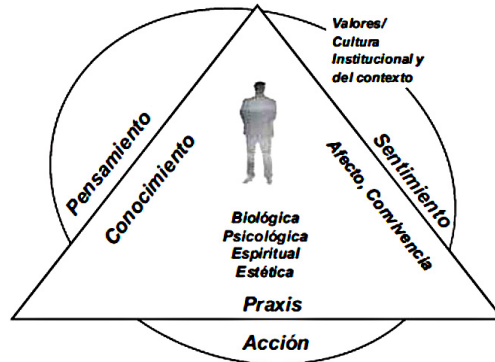 Valores/
Cultura
Institucional y
del contexto
Pensamiento
Conocimiento
Sentimiento
Afecto, Convivencia
Biológica
Psicológica
Espiritual
Estética
Praxis
Acción